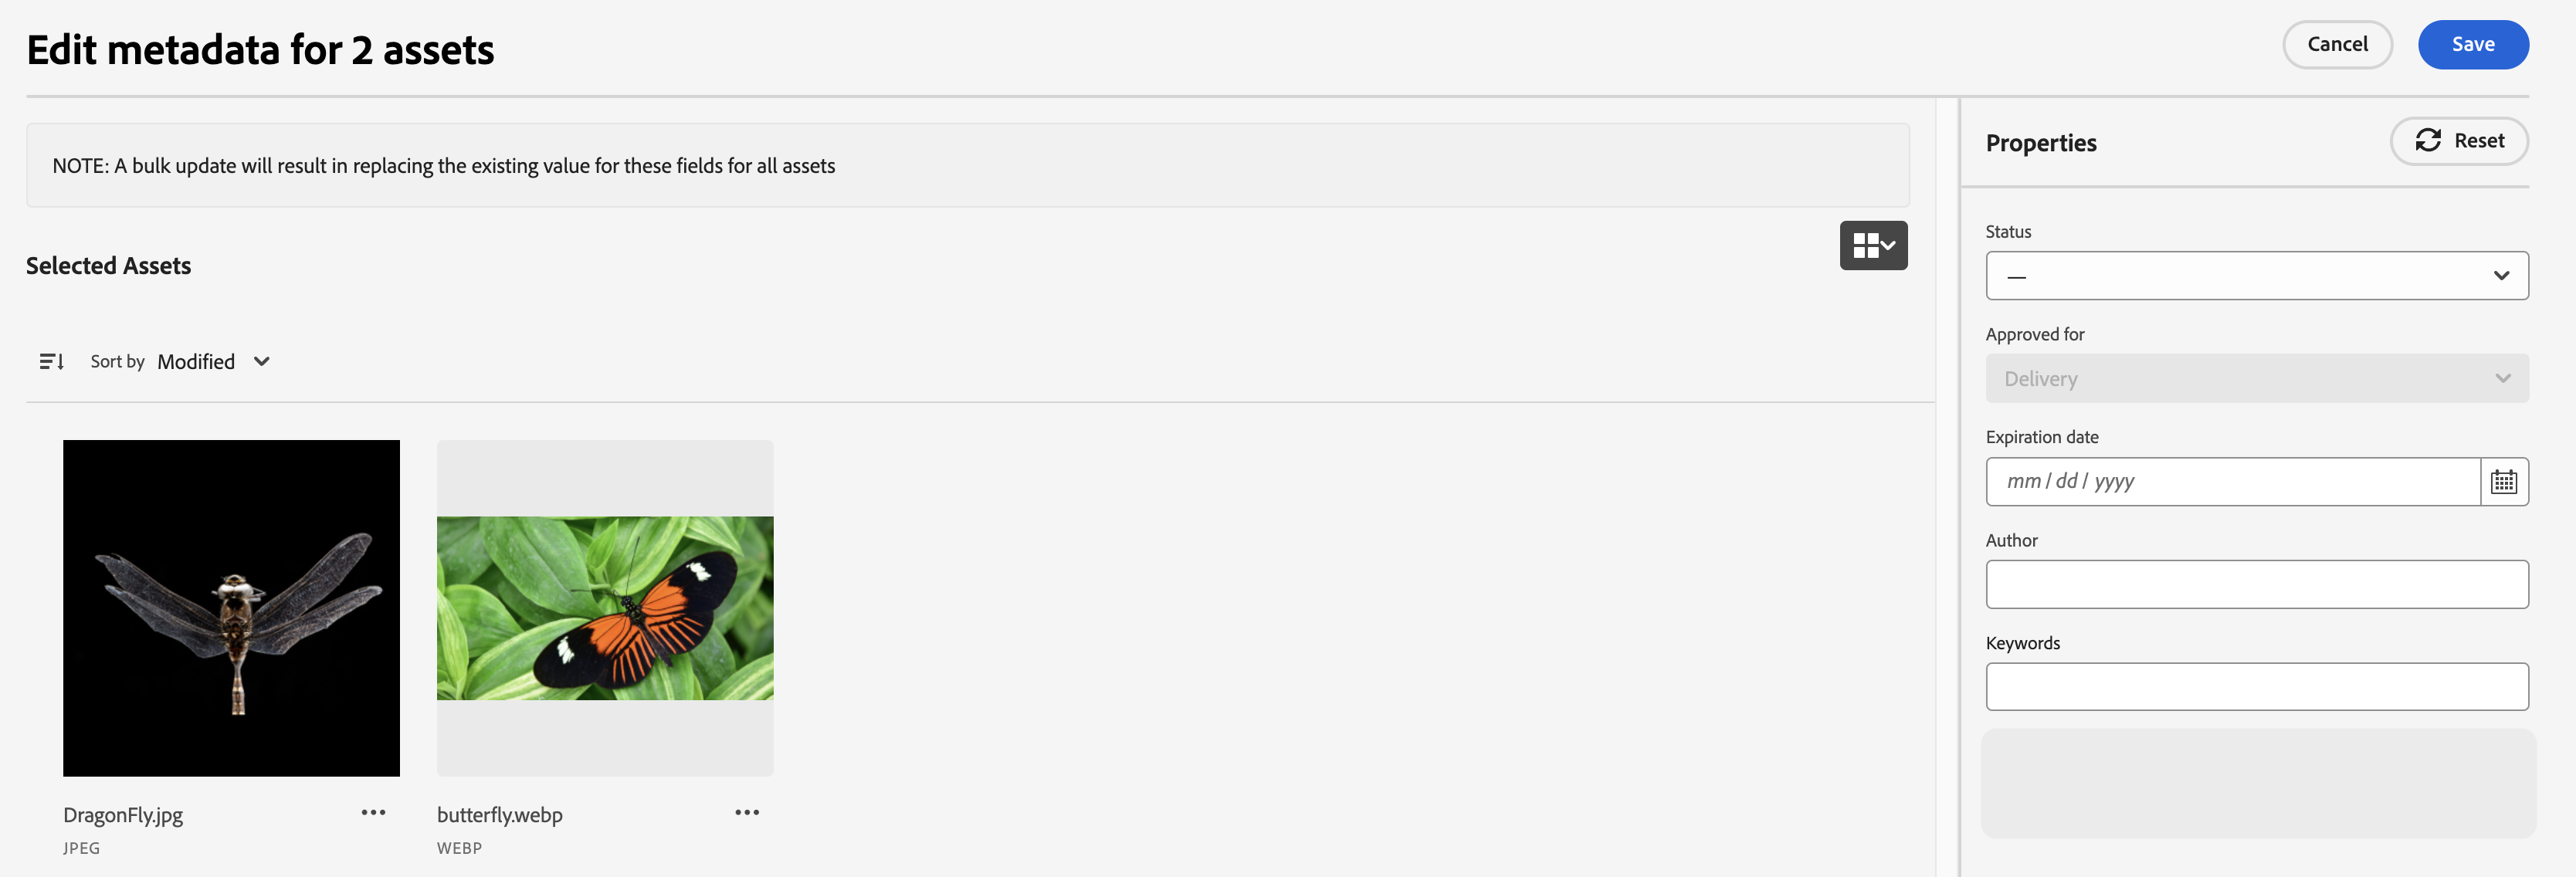 Edit metadata for 2 assets
Cancel
Save
NOTE: A bulk update will result in replacing the existing value for these fields for all assets
Selected Assets
Sort by Modified
DragonFly.jpg
JPEG
butterfly.webp
WEBP
Properties
Reset
Status
—
Approved for
Delivery
Expiration date
mm / dd / yyyy
Author
Keywords